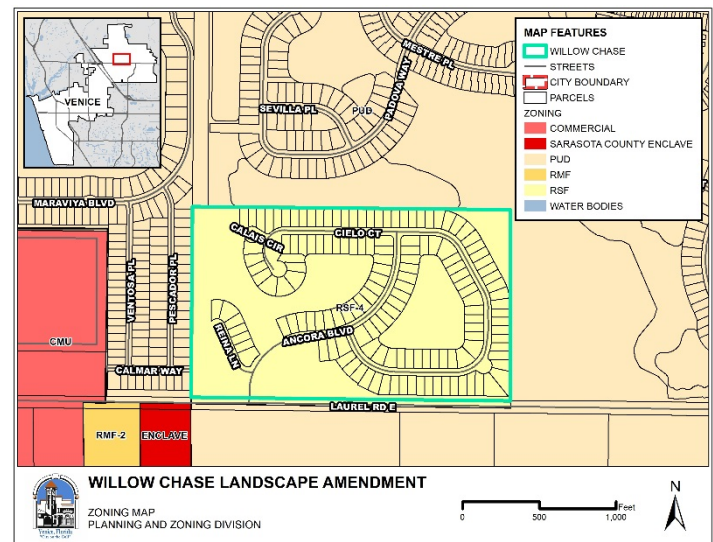 VENICE
MAP FEATURES
WILLOW CHASE
STREETS
CITY BOUNDARY
PARCELS
ZONING
COMMERCIAL
SARASOTA COUNTY ENCLAVE
PUD
RMF
RSF
WATER BODIES
MESTRE PL
PADOVA WAY
SEVILLA PL
PUD
MARAVIYA BLVD
VENTOSA PL
PESCADOR PL
CALAIS CIR
CIELO CT
RSF-4
ANCORA BLVD
REINA LN
CMU
CALMAR WAY
LAUREL RD E
RMF-2
ENCLAVE
WILLOW CHASE LANDSCAPE AMENDMENT
ZONING MAP
PLANNING AND ZONING DIVISION
Venice, Florida
Feet
0 500 1,000
N